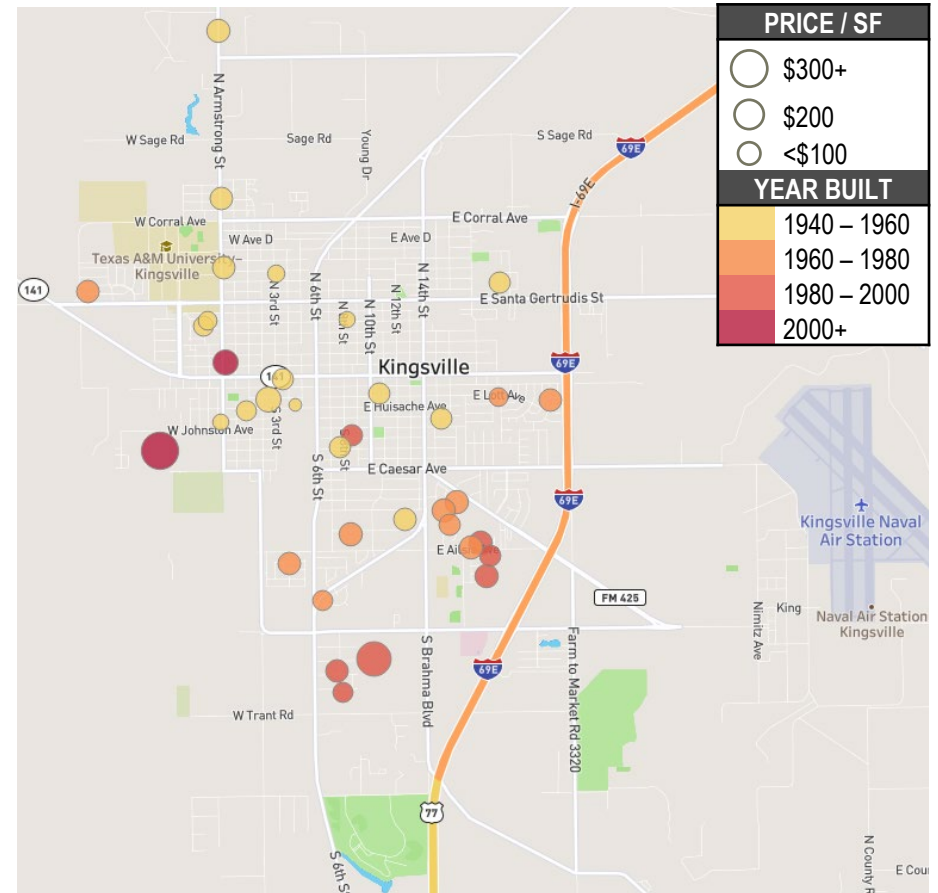 PRICE / SF
$300+
$200
<$100
YEAR BUILT
1940 – 1960
1960 – 1980
1980 – 2000
2000+
N Armstrong St
W Sage Rd
Sage Rd
Young Dr
S Sage Rd
69E
I-69E
W Corral Ave
E Corral Ave
W Ave D
E Ave D
Texas A&M University–
Kingsville
141
N 3rd St
N 6th St
N 10th St
N 12th St
N 14th St
E Santa Gertrudis St
69E
Kingsville
E Huisache Ave
W Johnston Ave
S 3rd St
S 6th St
E Caesar Ave
69E
Kingsville Naval
Air Station
FM 425
King
Nimitz Ave
Naval Air Station
Kingsville
S Brahma Blvd
69E
Farm to Market Rd 3320
W Trant Rd
77
S 6th St
N County R
E Cou